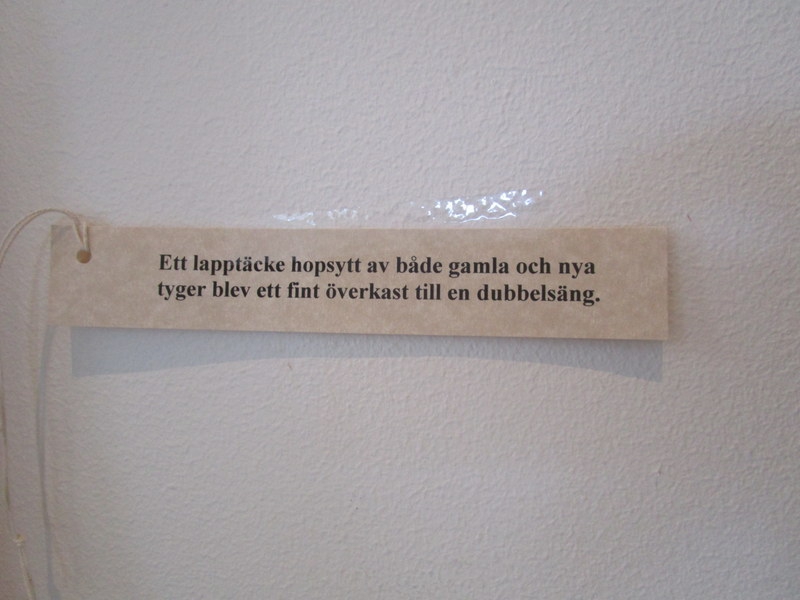 Ett lapptäcke hopsytt av både gamla och nya
tyger blev ett fint överkast till en dubbelsäng.